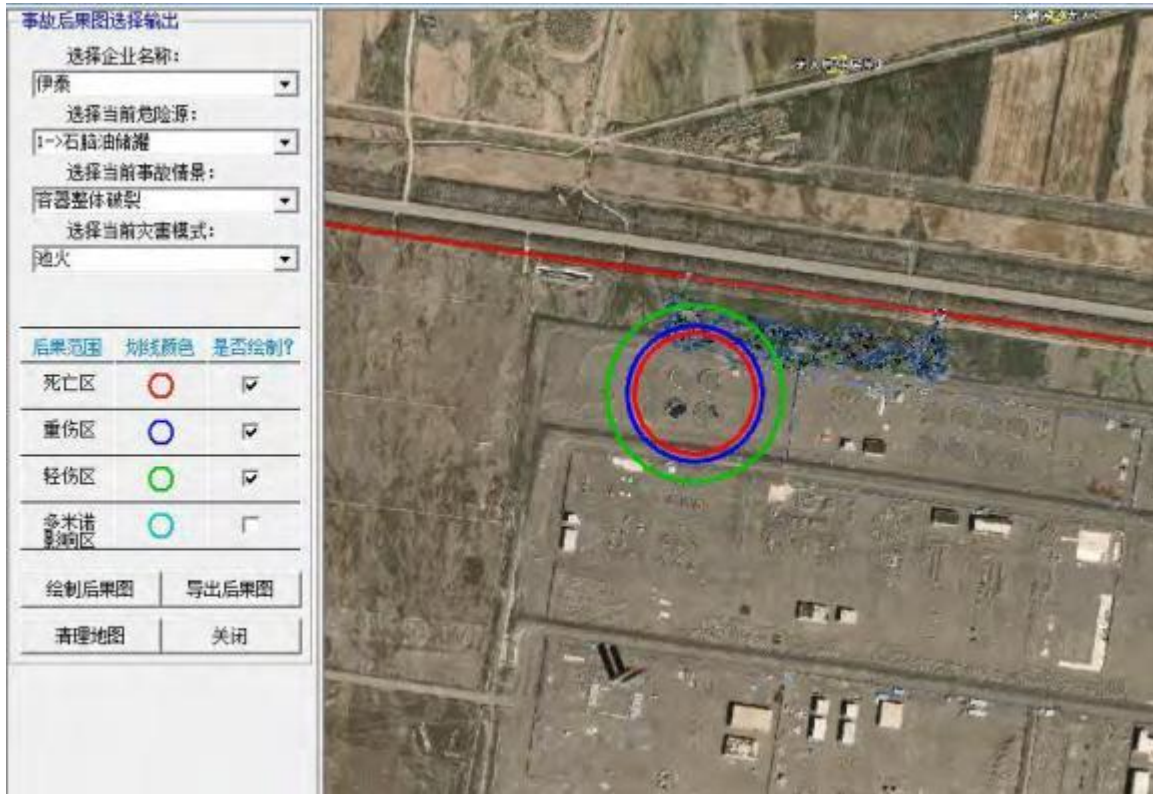 事故后果图选择输出
选择企业名称：
伊泰
选择当前危险源：
1->石脑油储罐
选择当前事故情景：
容器整体破裂
选择当前灾害模式：
池火
后果范围 划线颜色 是否绘制？
死亡区
重伤区
轻伤区
多米诺
影响区
绘制后果图 导出后果图
清理地图 关闭